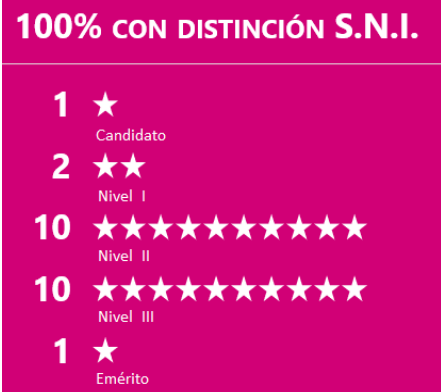 100% CON DISTINCIÓN S.N.I.
1 ★
Candidato
2 ★★
Nivel I
10 ★★★★★★★★★★
Nivel II
10 ★★★★★★★★★★
Nivel III
1 ★
Emérito